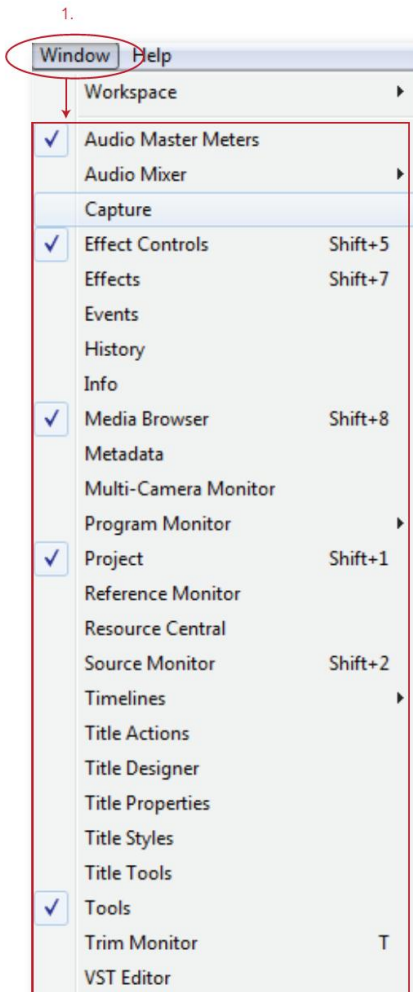 1.
Window Help
Workspace
Audio Master Meters
Audio Mixer
Capture
Effect Controls Shift+5
Effects Shift+7
Events
History
Info
Media Browser Shift+8
Metadata
Multi-Camera Monitor
Program Monitor
Project Shift+1
Reference Monitor
Resource Central
Source Monitor Shift+2
Timelines
Title Actions
Title Designer
Title Properties
Title Styles
Title Tools
Tools
Trim Monitor T
VST Editor